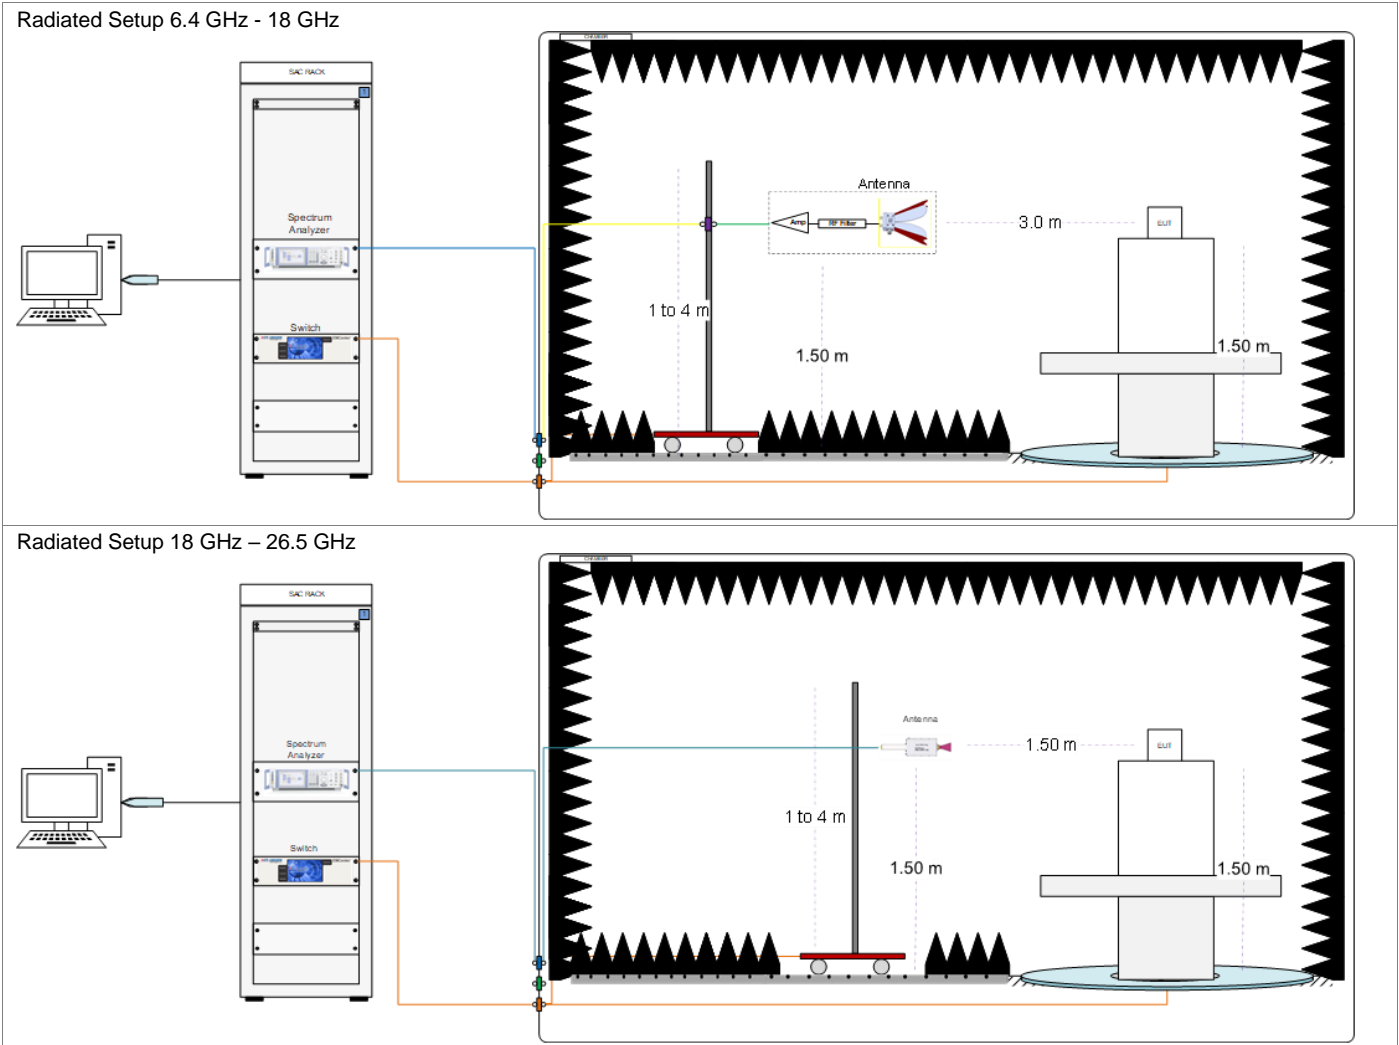 Radiated Setup 6.4 GHz - 18 GHz
CHAMBER
SAC RACK
Antenna
Spectrum
Analyzer
Amp
RF Filter
3.0 m
EUT
1 to 4 m
Switch
1.50 m
1.50 m
Radiated Setup 18 GHz – 26.5 GHz
CHAMBER
SAC RACK
Antenna
Spectrum
Analyzer
1.50 m
EUT
1 to 4 m
Switch
1.50 m
1.50 m